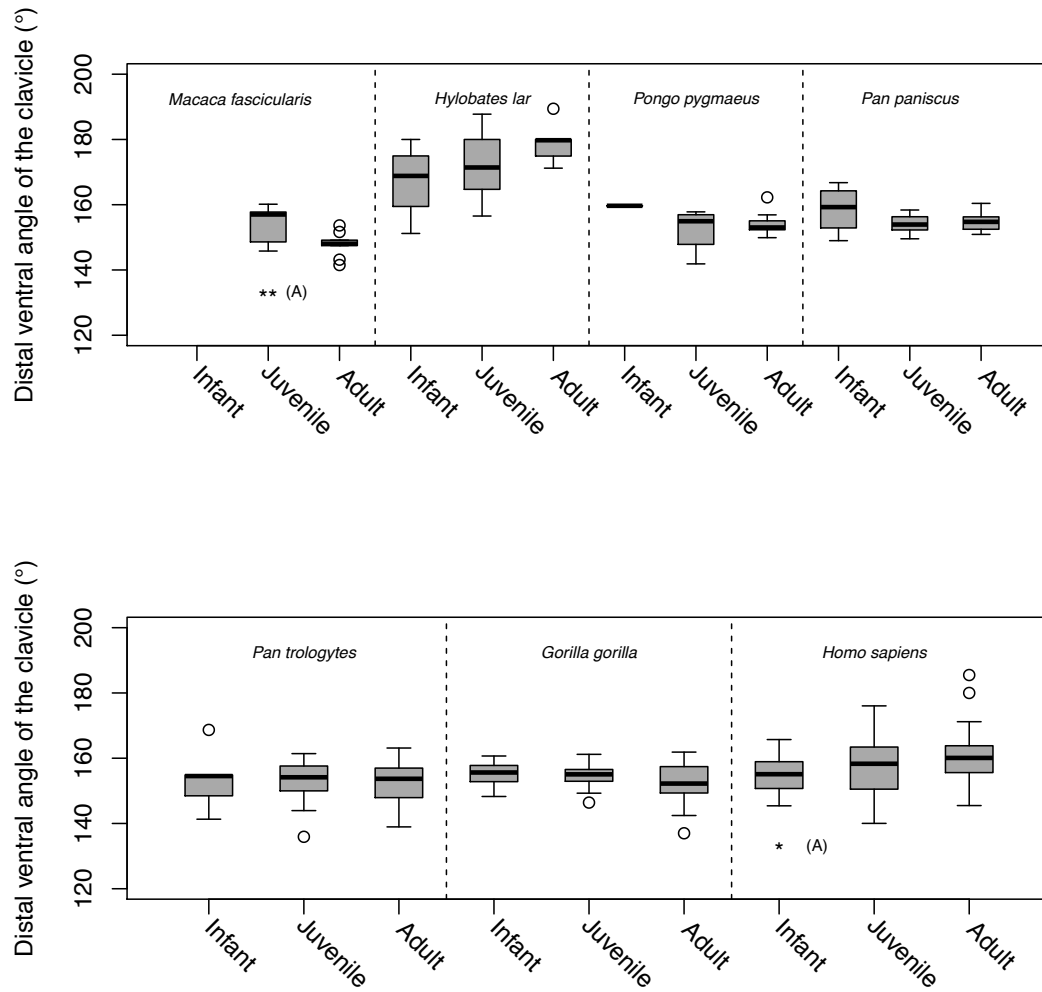 Distal ventral angle of the clavicle (°)
200
180
160
140
120
Macaca fascicularis
Hylobates lar
Pongo pygmaeus
Pan paniscus
** (A)
Infant
Juvenile
Adult
Infant
Juvenile
Adult
Infant
Juvenile
Adult
Infant
Juvenile
Adult
Distal ventral angle of the clavicle (°)
200
180
160
140
120
Pan trologytes
Gorilla gorilla
Homo sapiens
* (A)
Infant
Juvenile
Adult
Infant
Juvenile
Adult
Infant
Juvenile
Adult